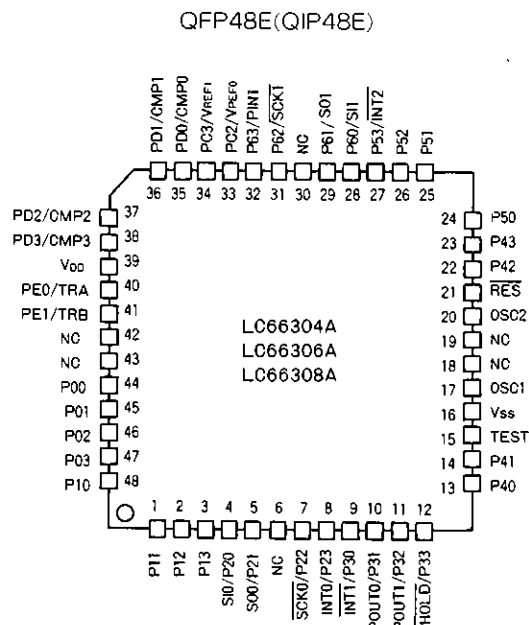 QFP48E(QIP48E)
PD1/CMP1
PD0/CMP0
PC3/VREF1
PC2/VPEF0
P63/PIN1
P62/SCK1
NC
P61/SO1
P60/SI1
P53/INT2
P52
P51
36 35 34 33 32 31 30 29 28 27 26 25
PD2/CMP2 37
PD3/CMP3 38
VDD 39
PE0/TRA 40
PE1/TRB 41
NC 42
NC 43
P00 44
P01 45
P02 46
P03 47
P10 48
LC66304A
LC66306A
LC66308A
24 P50
23 P43
22 P42
21 RES
20 OSC2
19 NC
18 NC
17 OSC1
16 Vss
15 TEST
14 P41
13 P40
1 2 3 4 5 6 7 8 9 10 11 12
P11
P12
P13
SI0/P20
SO0/P21
NC
SCK0/P22
INT0/P23
INT1/P30
POUT0/P31
POUT1/P32
HOLD/P33